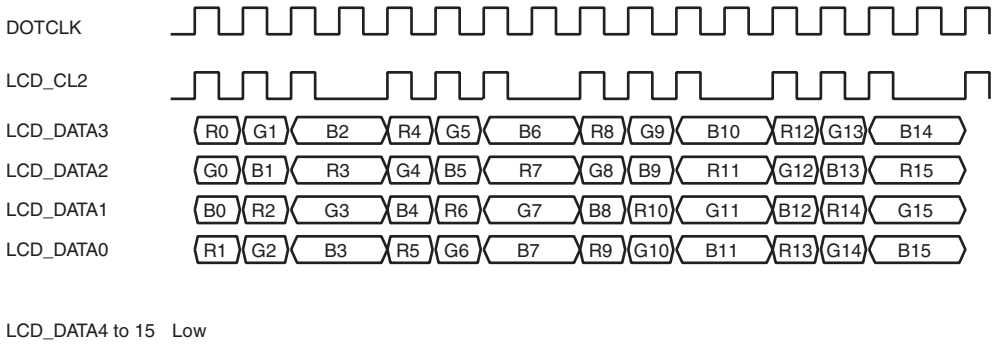 DOTCLK
LCD_CL2
LCD_DATA3 R0 G1 B2 R4 G5 B6 R8 G9 B10 R12 G13 B14
LCD_DATA2 G0 B1 R3 G4 B5 R7 G8 B9 R11 G12 B13 R15
LCD_DATA1 B0 R2 G3 B4 R6 G7 B8 R10 G11 B12 R14 G15
LCD_DATA0 R1 G2 B3 R5 G6 B7 R9 G10 B11 R13 G14 B15
LCD_DATA4 to 15 Low